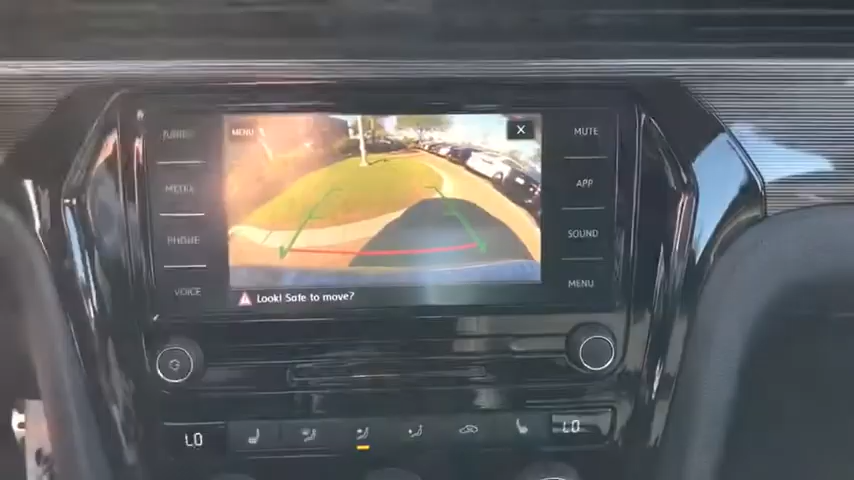 MENU
MUTE
APP
PHONE
SOUND
VOICE
MENU
Look! Safe to move?
LO
LO